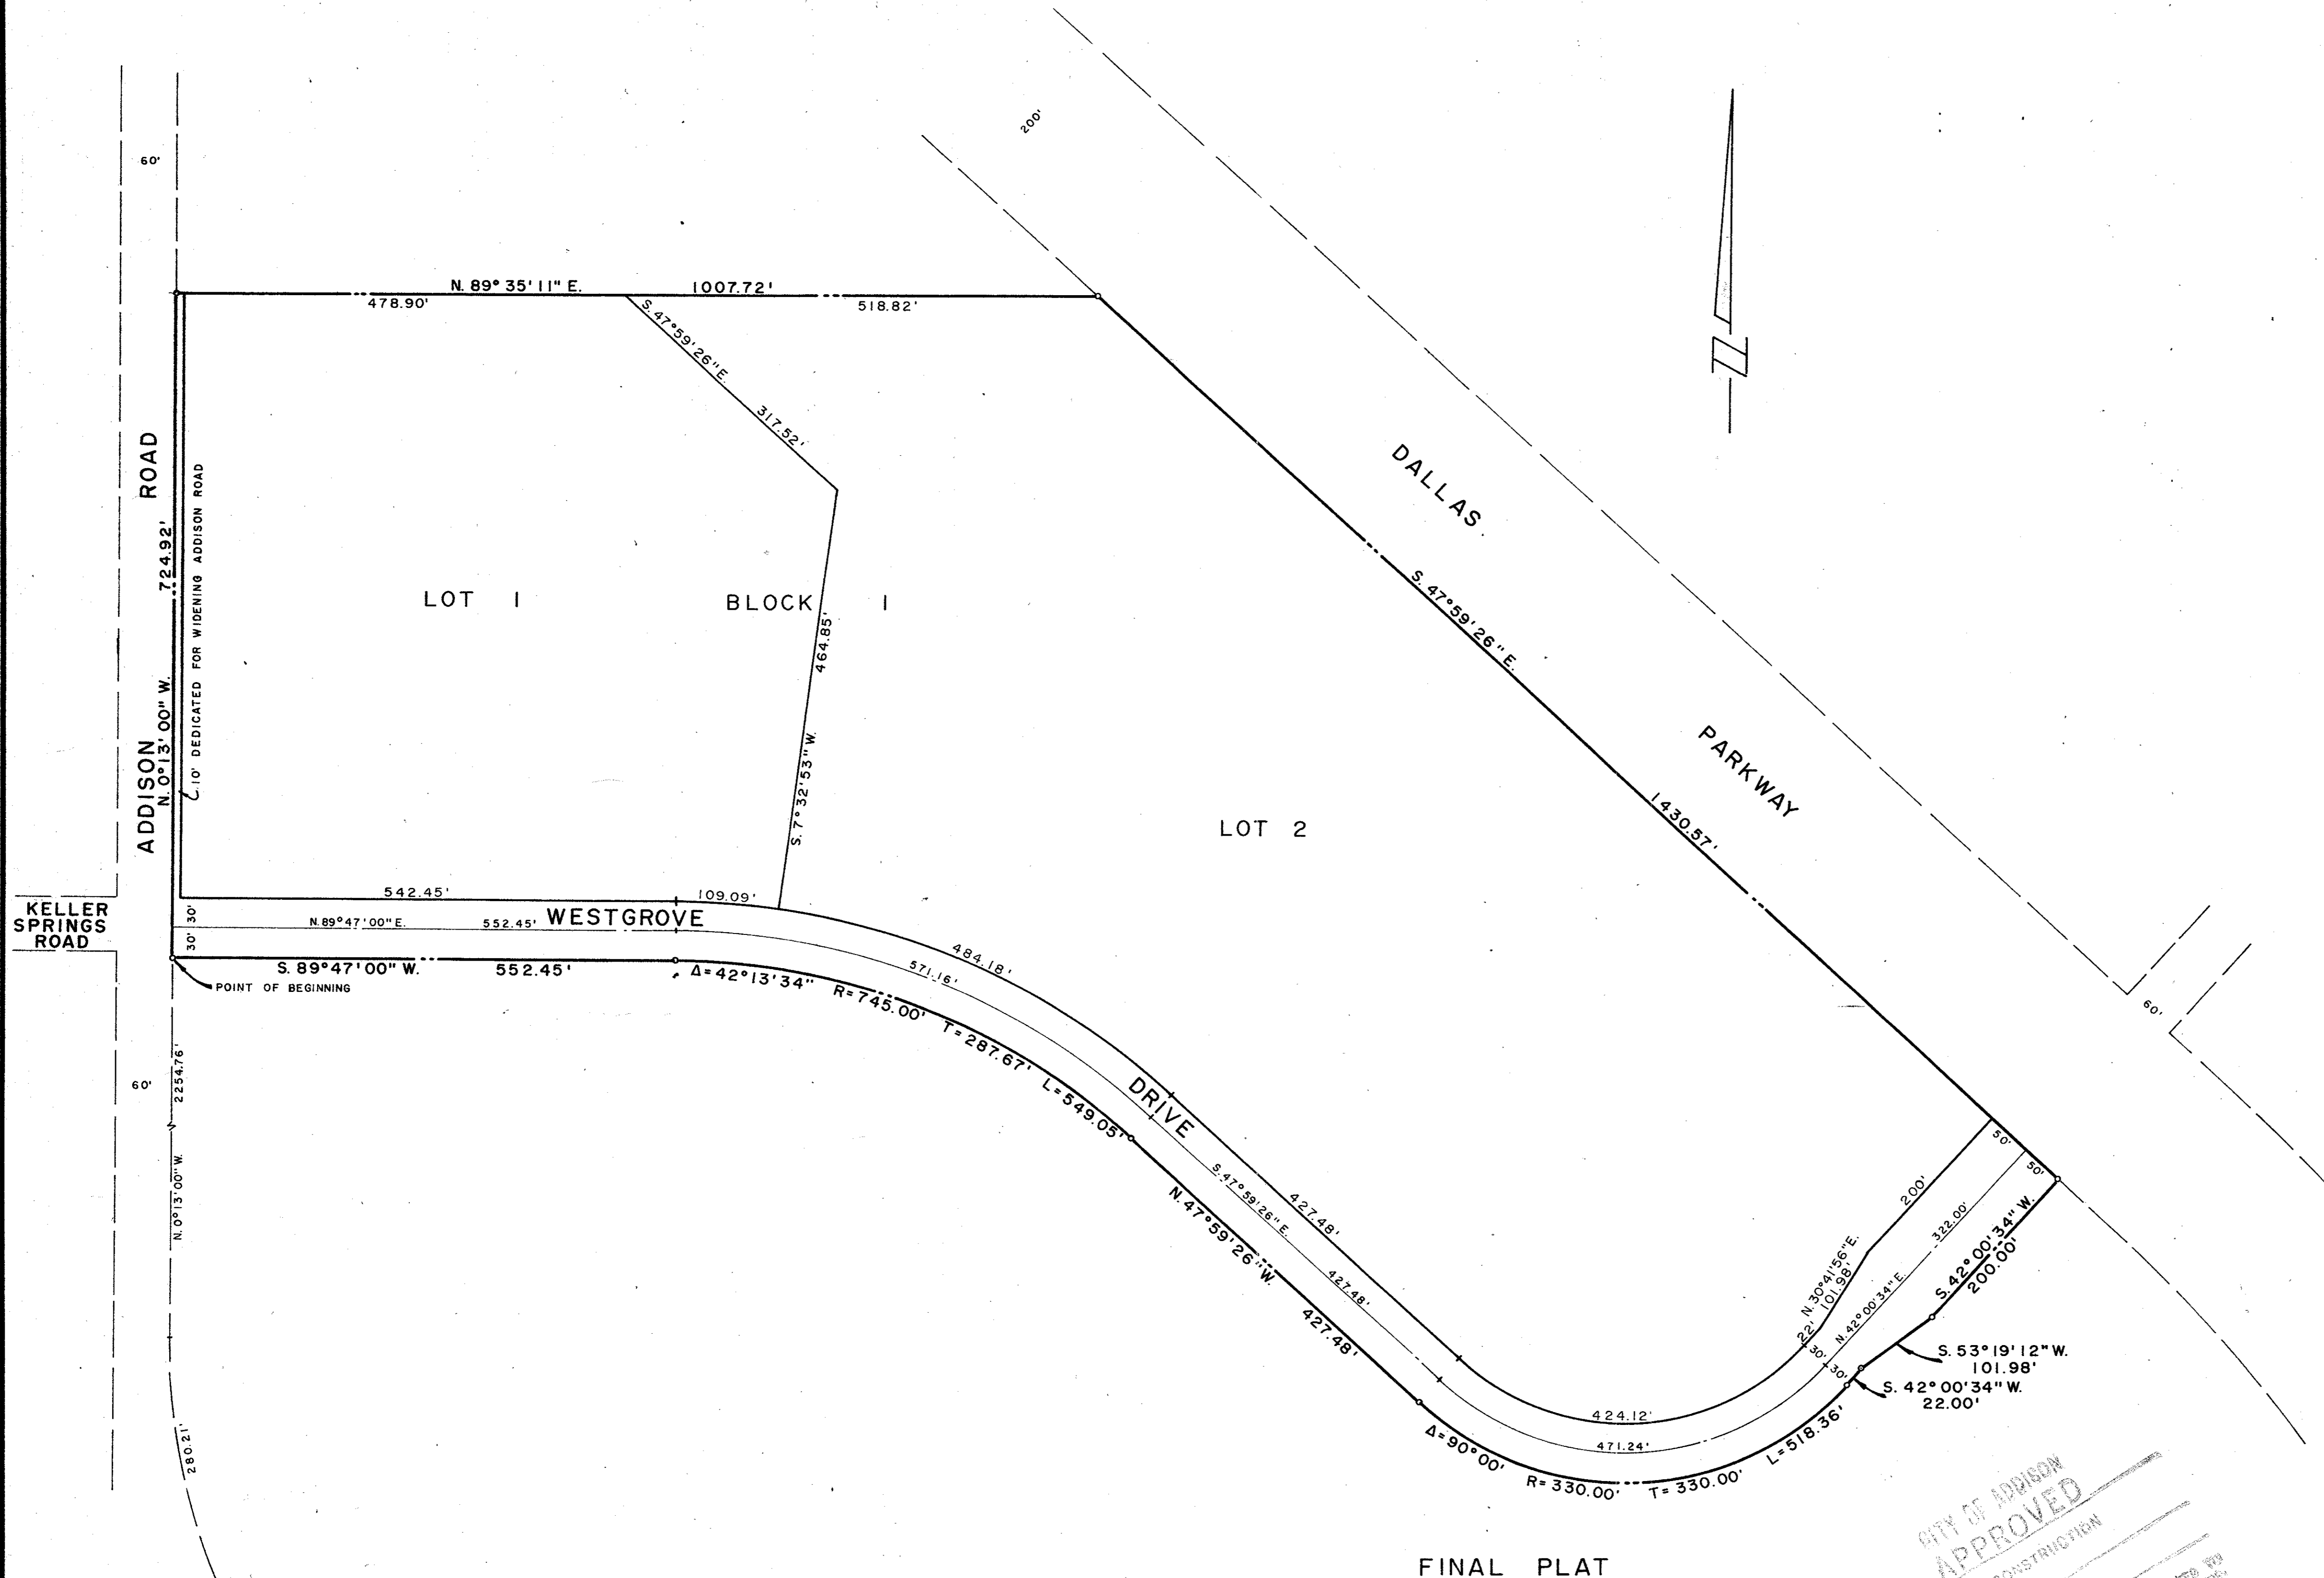 200'
60'
N. 89° 35' 11" E.
1007.72'
478.90'
518.82'
S. 47°59'26" E.
317.52'
N
DALLAS
PARKWAY
S. 47°59'26" E.
1430.57'
ADDISON ROAD
N. 0°13'00" W. 724.92'
10' DEDICATED FOR WIDENING ADDISON ROAD
LOT 1
BLOCK 1
464.85'
S. 7°32'53" W.
LOT 2
KELLER
SPRINGS
ROAD
542.45'
109.09'
30'
30'
N. 89°47'00" E. 552.45'
WESTGROVE
DRIVE
S. 89°47'00" W. 552.45'
POINT OF BEGINNING
Δ=42°13'34" R=745.00' T=287.67' L=549.05'
484.18'
571.16'
60'
60'
2254.76'
N. 0°13'00" W.
280.21'
S. 47°59'26" E.
427.48'
427.48'
N. 47°59'26" W.
427.48'
50'
50'
200'
322.00'
N. 42°00'34" E.
N. 30°41'56" E.
101.98'
22'
30'
30'
S. 42°00'34" W.
200.00'
S. 53°19'12" W.
101.98'
S. 42°00'34" W.
22.00'
424.12'
471.24'
Δ=90°00' R=330.00' T=330.00' L=518.36'
CITY OF ADDISON
APPROVED
CONSTRUCTION
FINAL PLAT